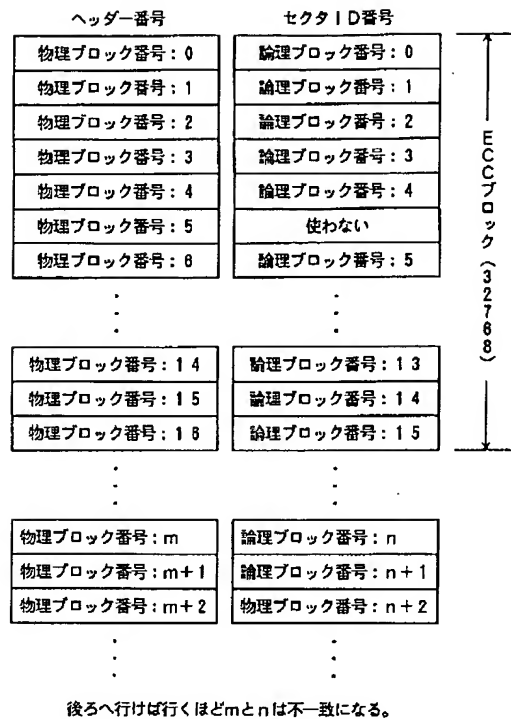 ヘッダー番号 セクタID番号
物理ブロック番号：0 論理ブロック番号：0
物理ブロック番号：1 論理ブロック番号：1
物理ブロック番号：2 論理ブロック番号：2
物理ブロック番号：3 論理ブロック番号：3
物理ブロック番号：4 論理ブロック番号：4
物理ブロック番号：5 使わない
物理ブロック番号：6 論理ブロック番号：5
物理ブロック番号：14 論理ブロック番号：13
物理ブロック番号：15 論理ブロック番号：14
物理ブロック番号：16 論理ブロック番号：15
ECCブロック（32768）
物理ブロック番号：m 論理ブロック番号：n
物理ブロック番号：m+1 論理ブロック番号：n+1
物理ブロック番号：m+2 物理ブロック番号：n+2
後ろへ行けば行くほどmとnは不一致になる。